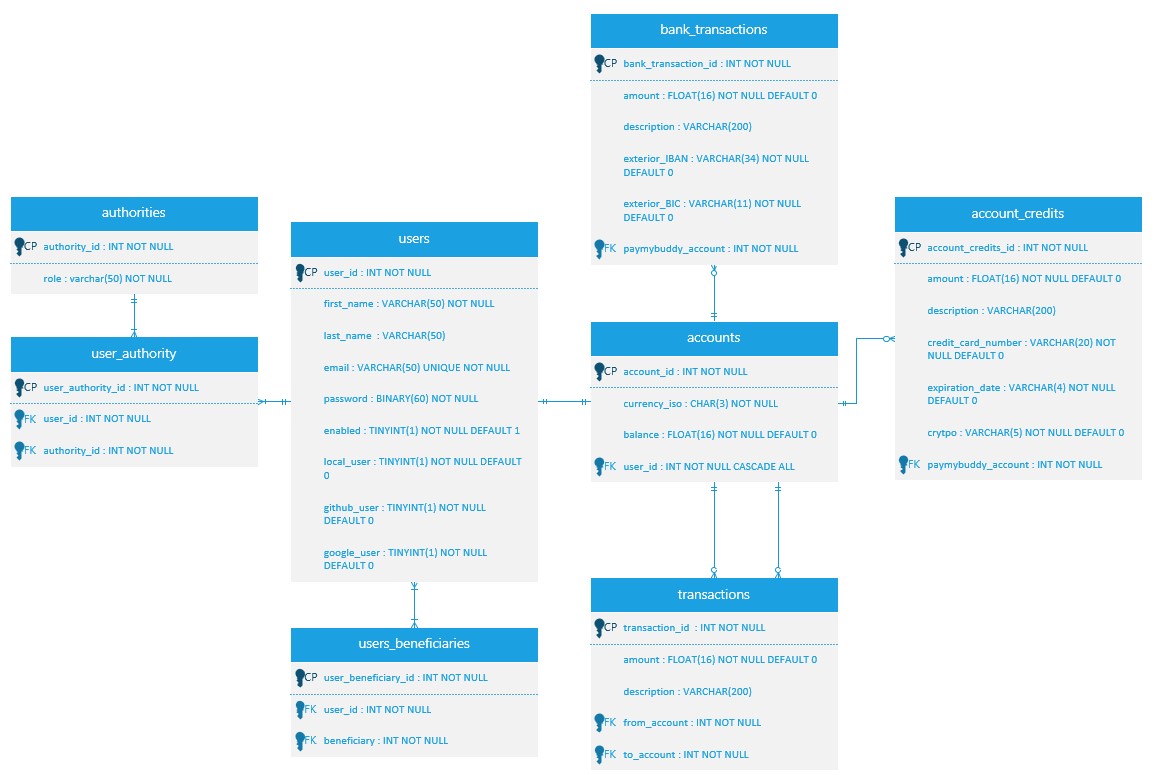 bank_transactions
CP bank_transaction_id : INT NOT NULL
amount : FLOAT(16) NOT NULL DEFAULT 0
description : VARCHAR(200)
exterior_IBAN : VARCHAR(34) NOT NULL
DEFAULT 0
exterior_BIC : VARCHAR(11) NOT NULL
DEFAULT 0
FK paymybuddy_account : INT NOT NULL
authorities
CP authority_id : INT NOT NULL
role : varchar(50) NOT NULL
user_authority
CP user_authority_id : INT NOT NULL
FK user_id : INT NOT NULL
FK authority_id : INT NOT NULL
users
CP user_id : INT NOT NULL
first_name : VARCHAR(50) NOT NULL
last_name : VARCHAR(50)
email : VARCHAR(50) UNIQUE NOT NULL
password : BINARY(60) NOT NULL
enabled : TINYINT(1) NOT NULL DEFAULT 1
local_user : TINYINT(1) NOT NULL DEFAULT
0
github_user : TINYINT(1) NOT NULL
DEFAULT 0
google_user : TINYINT(1) NOT NULL
DEFAULT 0
accounts
CP account_id : INT NOT NULL
currency_iso : CHAR(3) NOT NULL
balance : FLOAT(16) NOT NULL DEFAULT 0
FK user_id : INT NOT NULL CASCADE ALL
account_credits
CP account_credits_id : INT NOT NULL
amount : FLOAT(16) NOT NULL DEFAULT 0
description : VARCHAR(200)
credit_card_number : VARCHAR(20) NOT
NULL DEFAULT 0
expiration_date : VARCHAR(4) NOT NULL
DEFAULT 0
crytpo : VARCHAR(5) NOT NULL DEFAULT 0
FK paymybuddy_account : INT NOT NULL
users_beneficiaries
CP user_beneficiary_id : INT NOT NULL
FK user_id : INT NOT NULL
FK beneficiary : INT NOT NULL
transactions
CP transaction_id : INT NOT NULL
amount : FLOAT(16) NOT NULL DEFAULT 0
description : VARCHAR(200)
FK from_account : INT NOT NULL
FK to_account : INT NOT NULL